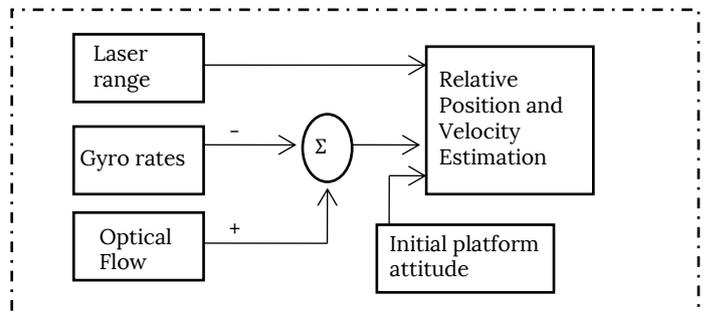 Laser
range
Relative
Position and
Velocity
Estimation
-
Gyro rates
Σ
+
Optical
Flow
Initial platform
attitude